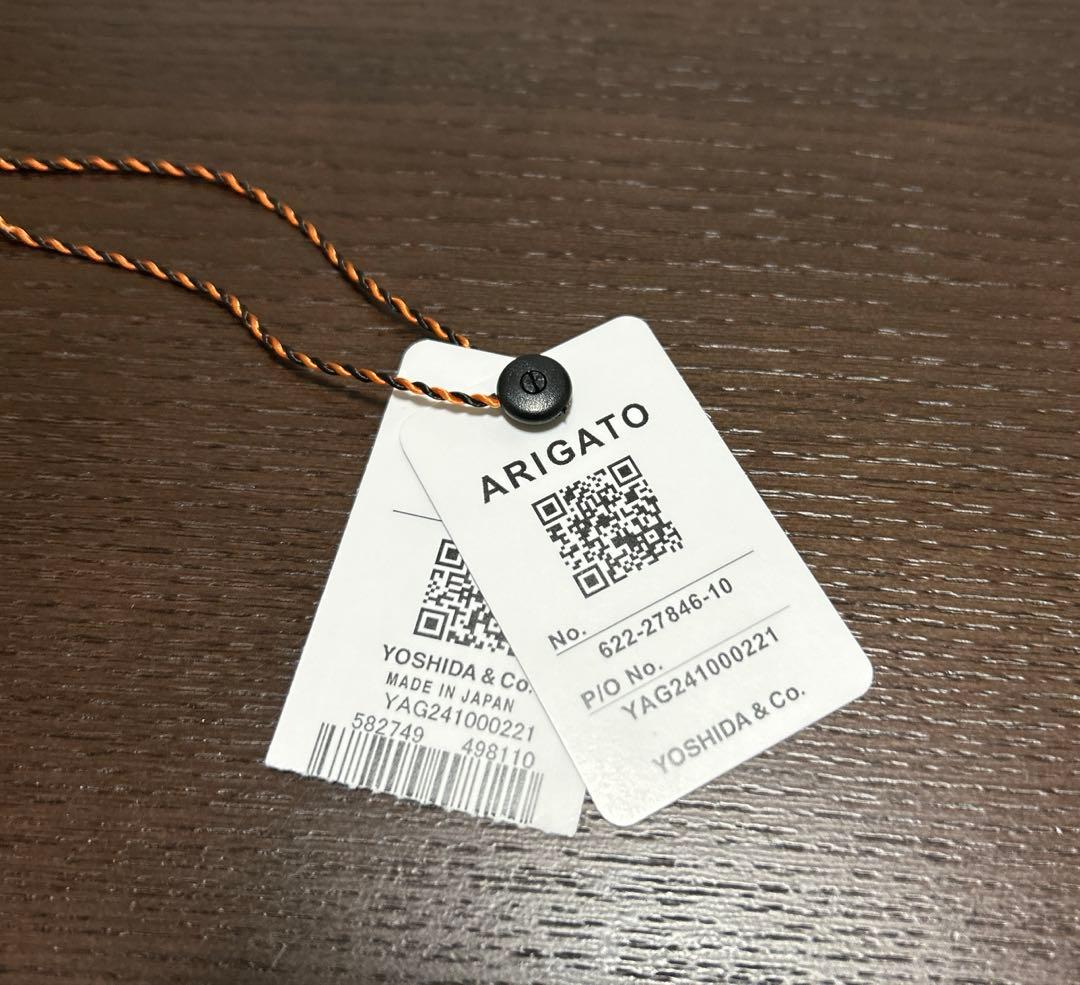 ARIGATO
No.
622-27846-10
P/O No.
YAG241000221
YOSHIDA & Co.
YOSHIDA & Co.
MADE IN JAPAN
YAG241000221
582749 498110